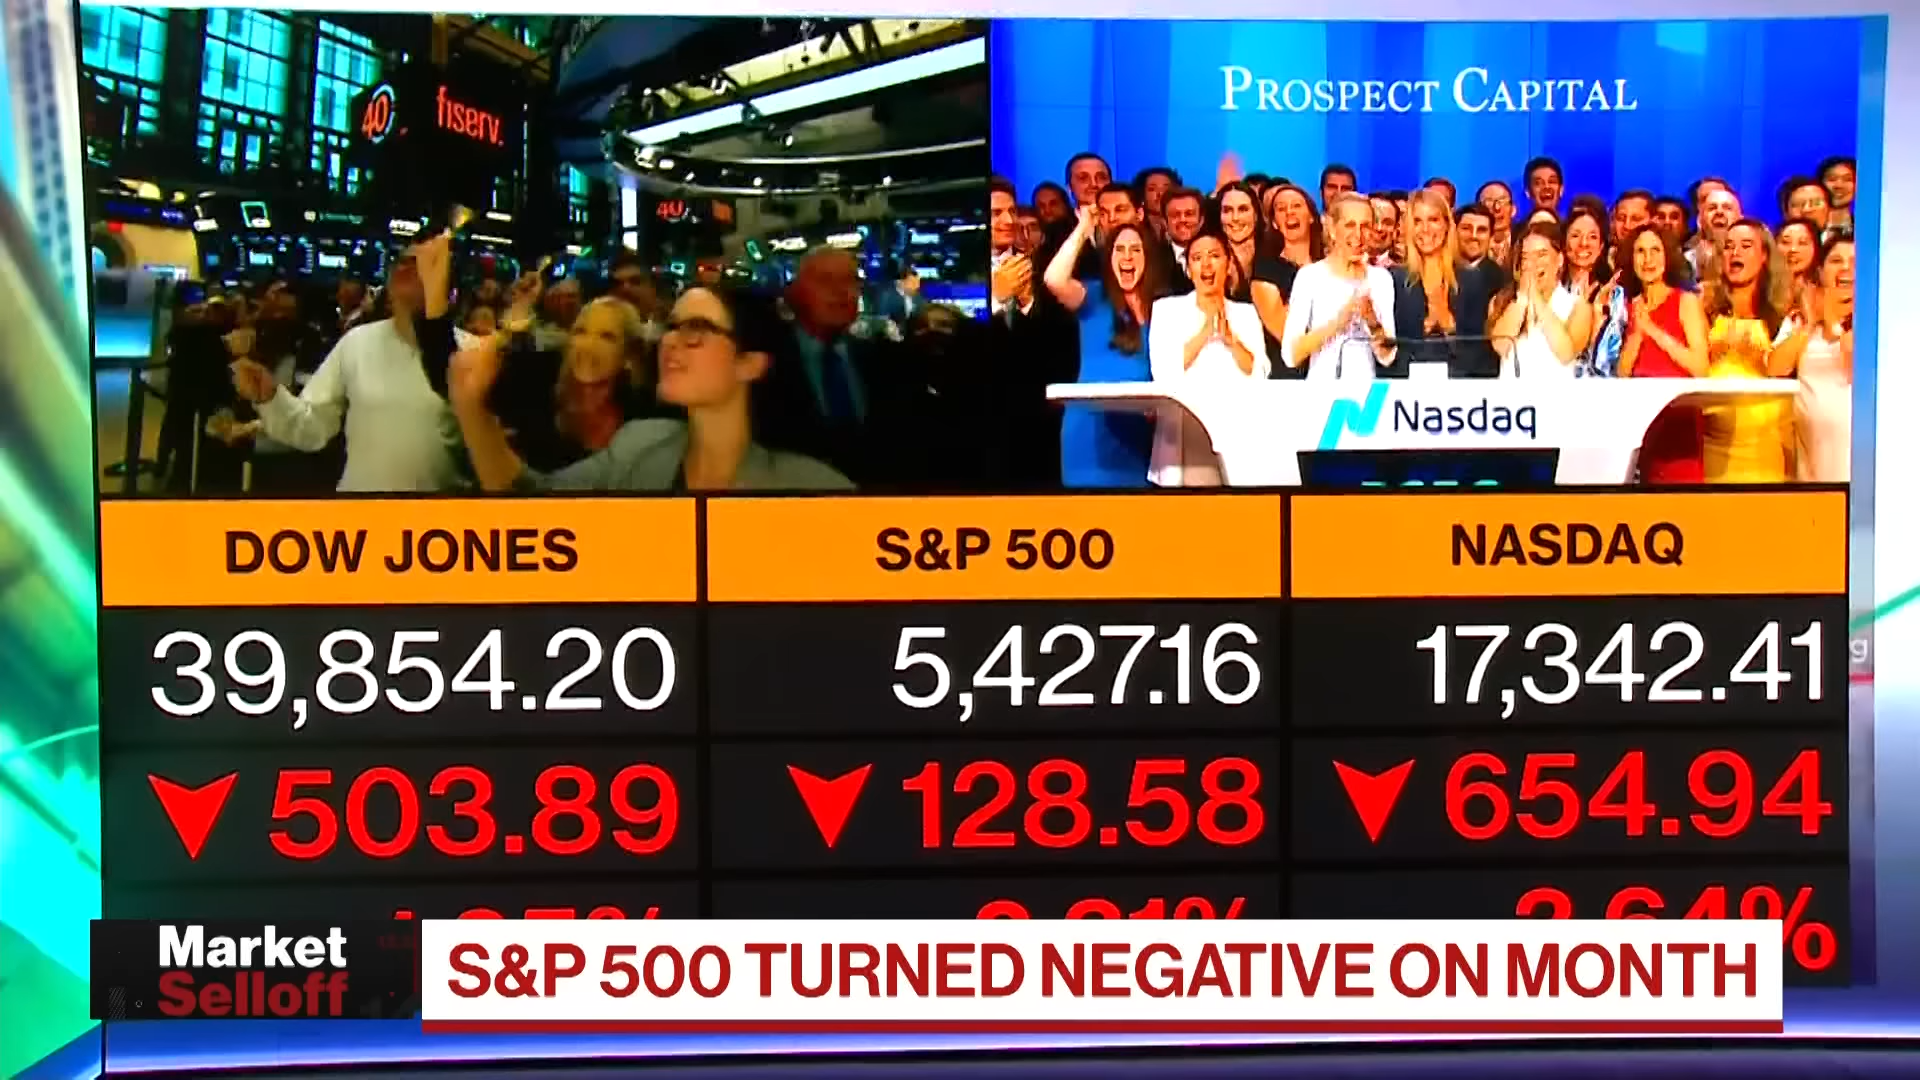 40
fiserv.
40
PROSPECT CAPITAL
Nasdaq
DOW JONES
S&P 500
NASDAQ
39,854.20
5,427.16
17,342.41
503.89
128.58
654.94
Market
Selloff
S&P 500 TURNED NEGATIVE ON MONTH